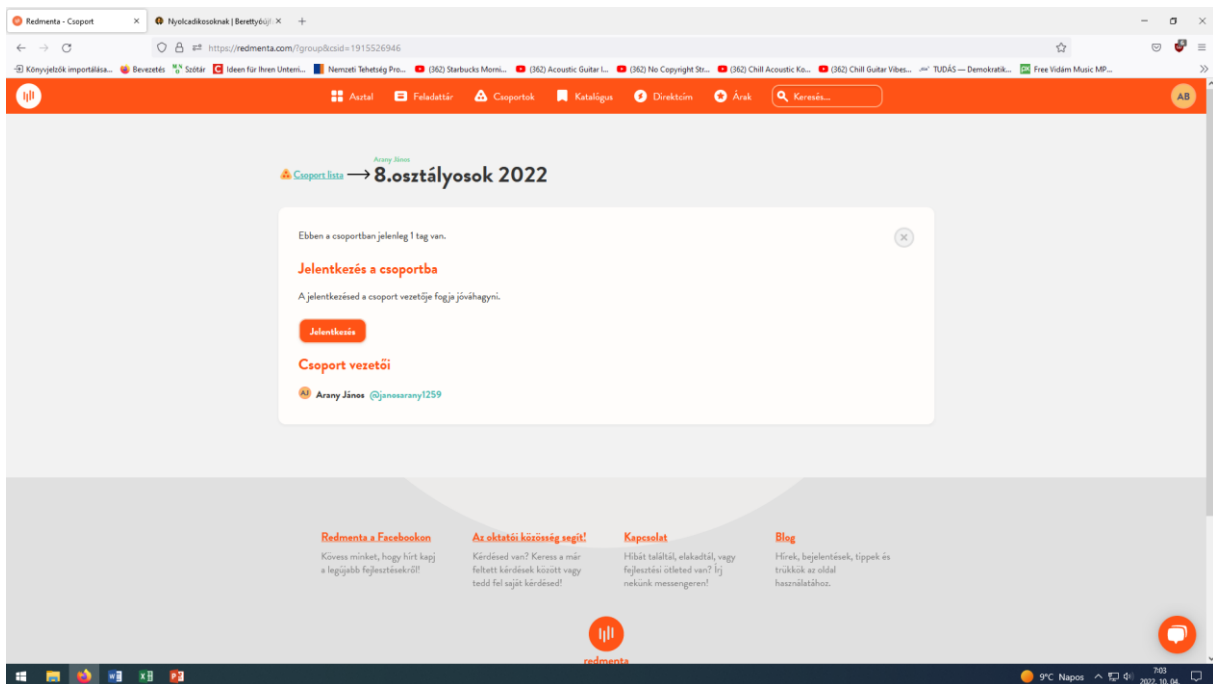 Redmenta - Csoport
Nyolcadikosoknak | Berettyóújf
https://redmenta.com/?group&csid=1915526946
Könyvjelzők importálása... Bevezetés Szótár Ideen für Ihren Unterri... Nemzeti Tehetség Pro... (362) Starbucks Morni... (362) Acoustic Guitar I... (362) No Copyright Str... (362) Chill Acoustic Ko... (362) Chill Guitar Vibes... TUDÁS — Demokratik... Free Vidám Music MP...
Asztal Feladattár Csoportok Katalógus Direktcím Árak Keresés... AB
Arany János
Csoport lista → 8.osztályosok 2022
Ebben a csoportban jelenleg 1 tag van.
Jelentkezés a csoportba
A jelentkezésed a csoport vezetője fogja jóváhagyni.
Jelentkezés
Csoport vezetői
AJ Arany János @janosarany1259
Redmenta a Facebookon
Kövess minket, hogy hírt kapj
a legújabb fejlesztésekről!
Az oktatói közösség segít!
Kérdésed van? Keress a már
feltett kérdések között vagy
tedd fel saját kérdésed!
Kapcsolat
Hibát találtál, elakadtál, vagy
fejlesztési ötleted van? Írj
nekünk messengeren!
Blog
Hírek, bejelentések, tippek és
trükkök az oldal
használatához.
redmenta
9°C Napos
7:03
2022. 10. 04.